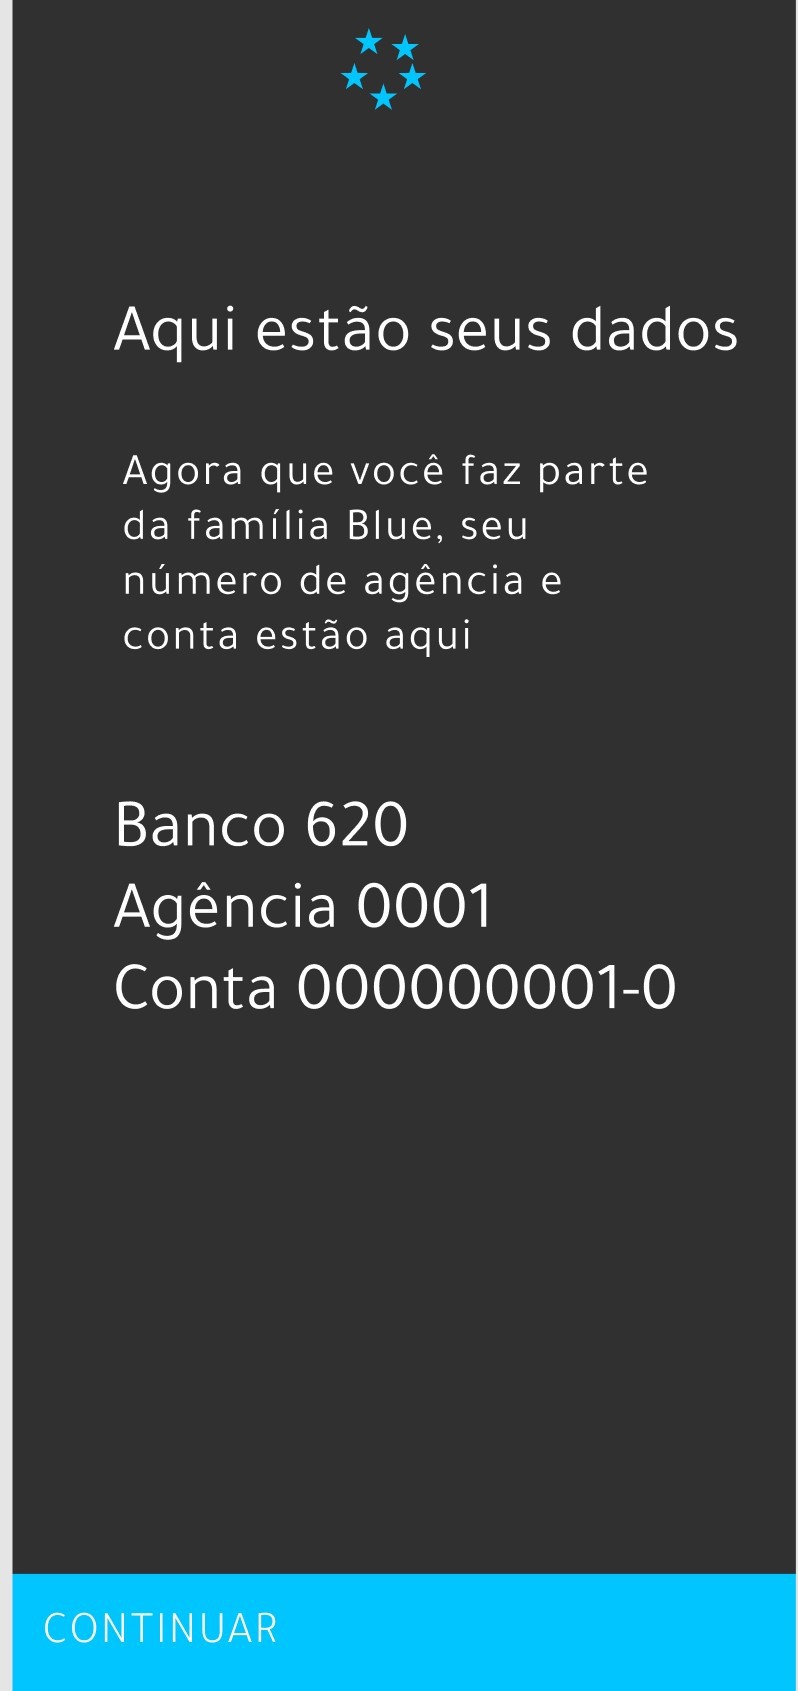 Aqui estão seus dados
Agora que você faz parte
da família Blue, seu
número de agência e
conta estão aqui
Banco 620
Agência 0001
Conta 000000001-0
CONTINUAR